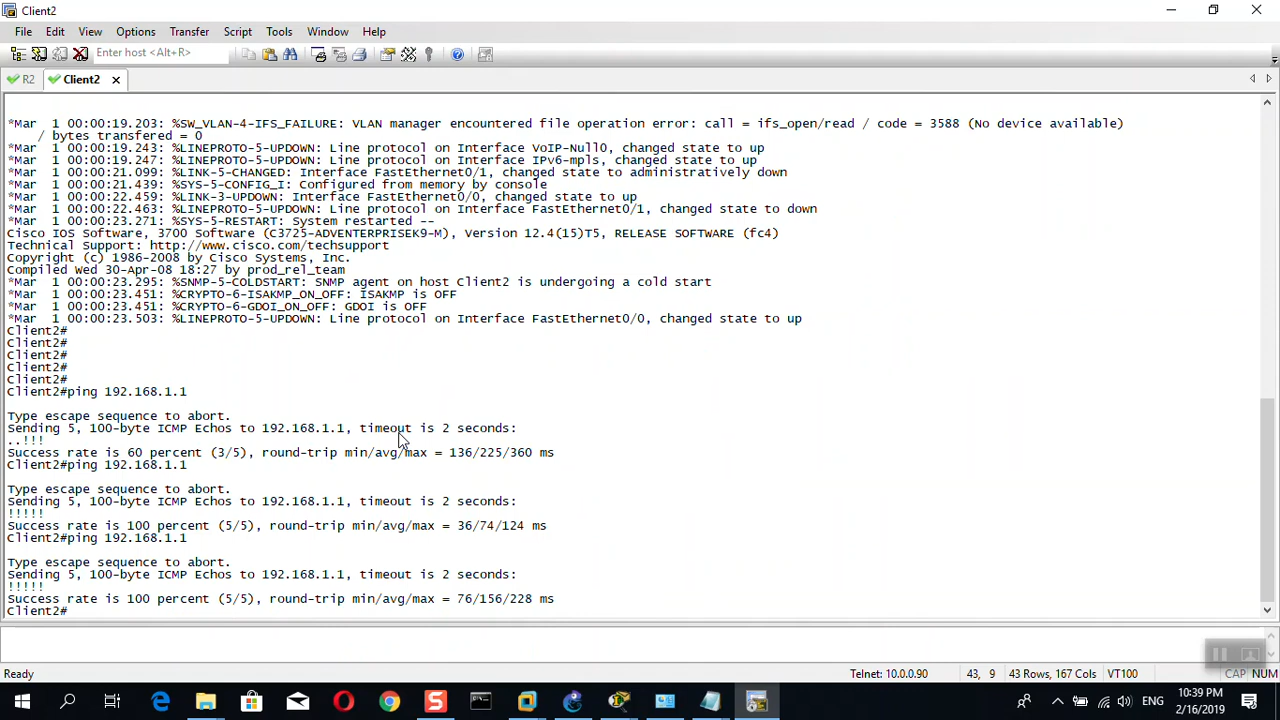 Client2
File Edit View Options Transfer Script Tools Window Help
Enter host <Alt+R>
R2 Client2
*Mar  1 00:00:19.203: %SW_VLAN-4-IFS_FAILURE: VLAN manager encountered file operation error: call = ifs_open/read / code = 3588 (No device available)
/ bytes transfered = 0
*Mar  1 00:00:19.243: %LINEPROTO-5-UPDOWN: Line protocol on Interface VoIP-Null0, changed state to up
*Mar  1 00:00:19.247: %LINEPROTO-5-UPDOWN: Line protocol on Interface IPv6-mpls, changed state to up
*Mar  1 00:00:21.099: %LINK-5-CHANGED: Interface FastEthernet0/1, changed state to administratively down
*Mar  1 00:00:21.439: %SYS-5-CONFIG_I: Configured from memory by console
*Mar  1 00:00:22.459: %LINK-3-UPDOWN: Interface FastEthernet0/0, changed state to up
*Mar  1 00:00:22.463: %LINEPROTO-5-UPDOWN: Line protocol on Interface FastEthernet0/1, changed state to down
*Mar  1 00:00:23.271: %SYS-5-RESTART: System restarted --
Cisco IOS Software, 3700 Software (C3725-ADVENTERPRISEK9-M), Version 12.4(15)T5, RELEASE SOFTWARE (fc4)
Technical Support: http://www.cisco.com/techsupport
Copyright (c) 1986-2008 by Cisco Systems, Inc.
Compiled Wed 30-Apr-08 18:27 by prod_rel_team
*Mar  1 00:00:23.295: %SNMP-5-COLDSTART: SNMP agent on host Client2 is undergoing a cold start
*Mar  1 00:00:23.451: %CRYPTO-6-ISAKMP_ON_OFF: ISAKMP is OFF
*Mar  1 00:00:23.451: %CRYPTO-6-GDOI_ON_OFF: GDOI is OFF
*Mar  1 00:00:23.503: %LINEPROTO-5-UPDOWN: Line protocol on Interface FastEthernet0/0, changed state to up
Client2#
Client2#
Client2#
Client2#
Client2#
Client2#ping 192.168.1.1
Type escape sequence to abort.
Sending 5, 100-byte ICMP Echos to 192.168.1.1, timeout is 2 seconds:
..!!!
Success rate is 60 percent (3/5), round-trip min/avg/max = 136/225/360 ms
Client2#ping 192.168.1.1
Type escape sequence to abort.
Sending 5, 100-byte ICMP Echos to 192.168.1.1, timeout is 2 seconds:
!!!!!
Success rate is 100 percent (5/5), round-trip min/avg/max = 36/74/124 ms
Client2#ping 192.168.1.1
Type escape sequence to abort.
Sending 5, 100-byte ICMP Echos to 192.168.1.1, timeout is 2 seconds:
!!!!!
Success rate is 100 percent (5/5), round-trip min/avg/max = 76/156/228 ms
Client2#
Ready Telnet: 10.0.0.90 43, 9 43 Rows, 167 Cols VT100 CAP NUM
ENG 10:39 PM
2/16/2019